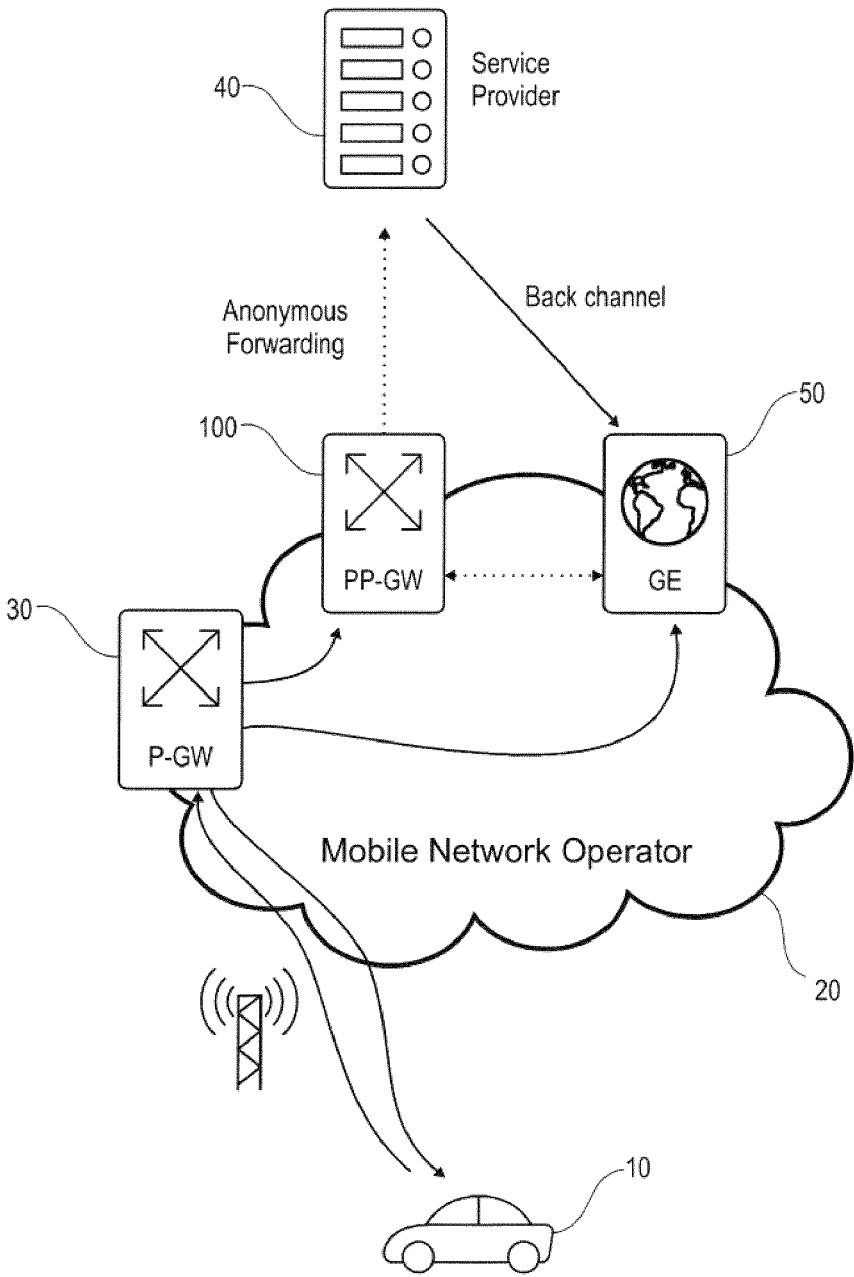 40
Service
Provider
Anonymous
Forwarding
Back channel
100
50
PP-GW
GE
30
P-GW
Mobile Network Operator
20
10